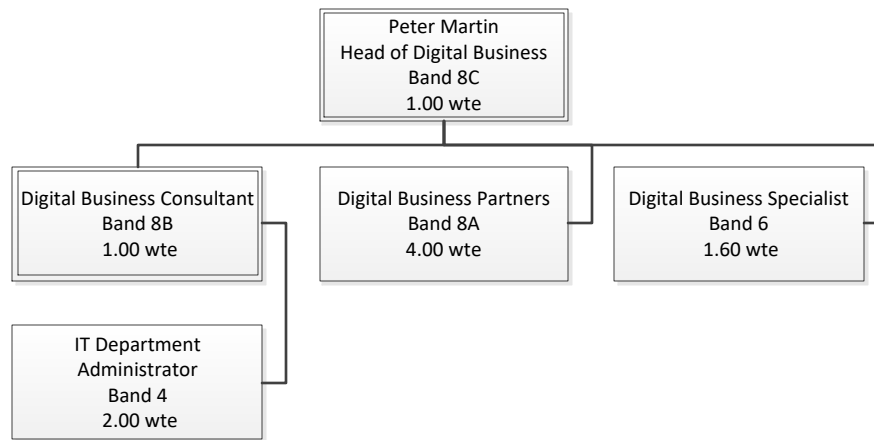 Peter Martin
Head of Digital Business
Band 8C
1.00 wte
Digital Business Consultant
Band 8B
1.00 wte
Digital Business Partners
Band 8A
4.00 wte
Digital Business Specialist
Band 6
1.60 wte
IT Department
Administrator
Band 4
2.00 wte